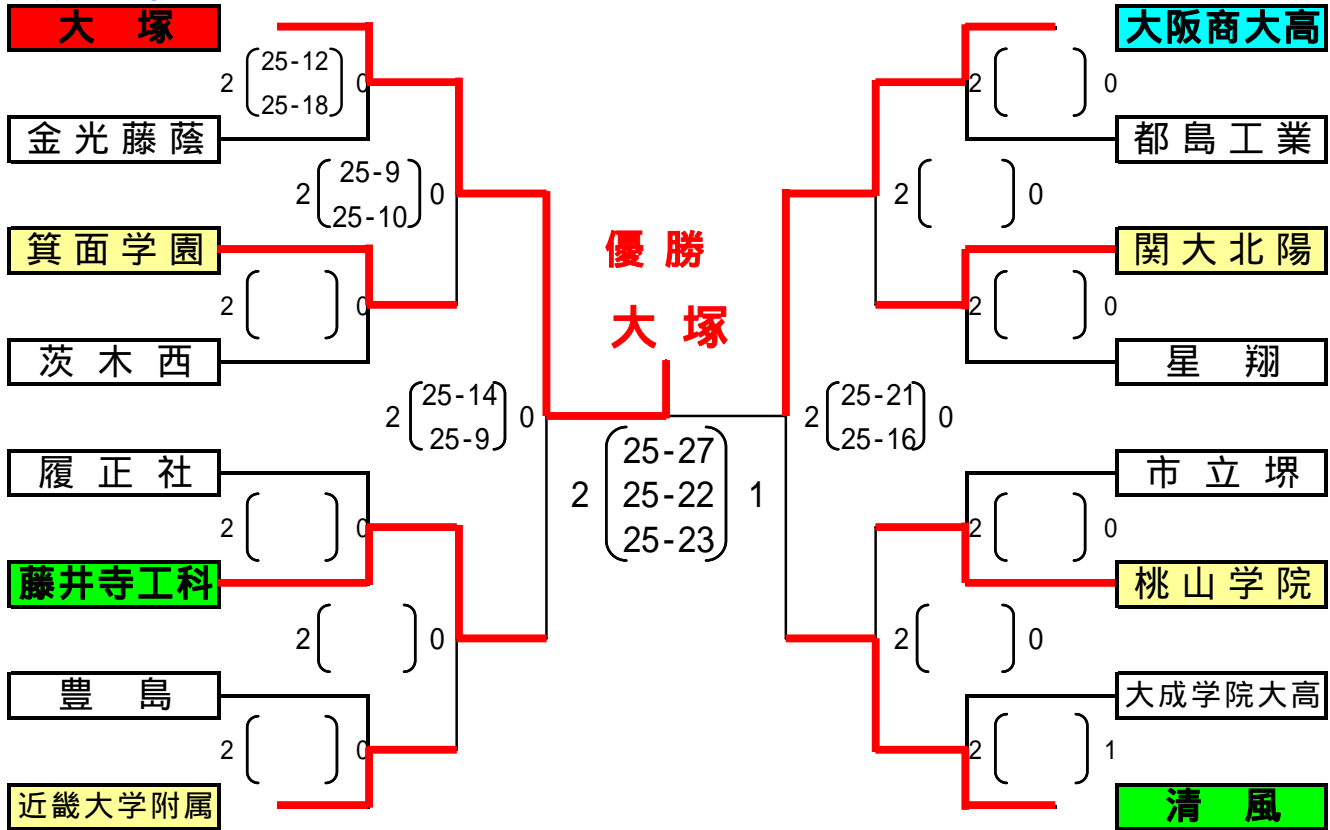 大塚
2 25-12 0
25-18
金光藤蔭
2 25-9 0
25-10
箕面学園
2 0
茨木西
2 25-14 0
25-9
履正社
2 0
藤井寺工科
2 0
豊島
2 0
近畿大学附属
優勝
大塚
2 25-27 1
25-22
25-23
大阪商大高
2 0
都島工業
2 0
関大北陽
2 0
星翔
2 25-21 0
25-16
市立堺
2 0
桃山学院
2 0
大成学院大高
2 1
清風